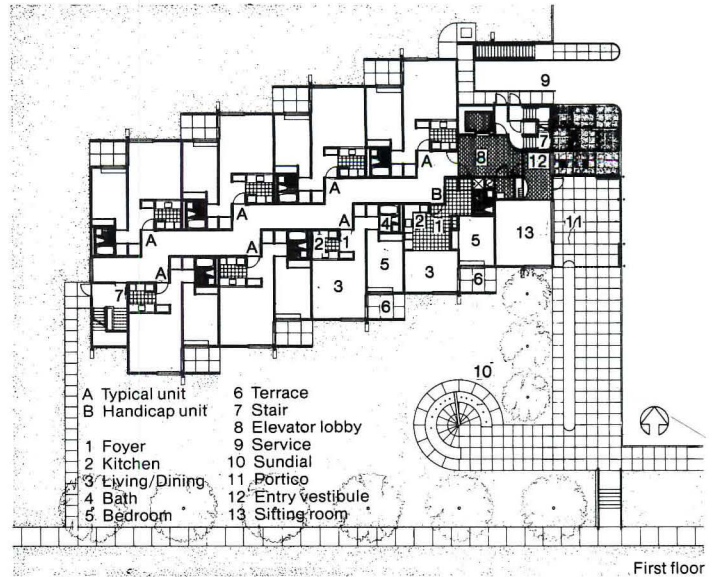 9
7
A
8
12
A
B
A
A
4
2
1
11
A
2
1
5
13
A
5
3
A
3
6
7
6
10
A Typical unit
B Handicap unit
1 Foyer
2 Kitchen
3 Living/Dining
4 Bath
5 Bedroom
6 Terrace
7 Stair
8 Elevator lobby
9 Service
10 Sundial
11 Portico
12 Entry vestibule
13 Sifting room
First floor